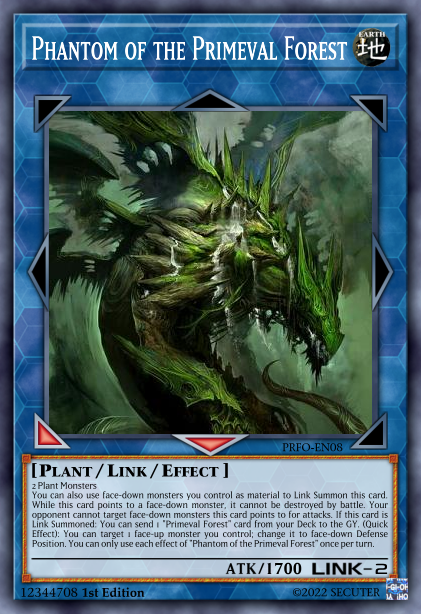 PHANTOM OF THE PRIMEVAL FOREST
EARTH
地
PRFO-EN08
[PLANT / LINK / EFFECT]
2 Plant Monsters
You can also use face-down monsters you control as material to Link Summon this card.
While this card points to a face-down monster, it cannot be destroyed by battle. Your
opponent cannot target face-down monsters this card points to for attacks. If this card is
Link Summoned: You can send 1 "Primeval Forest" card from your Deck to the GY. (Quick
Effect): You can target 1 face-up monster you control; change it to face-down Defense
Position. You can only use each effect of "Phantom of the Primeval Forest" once per turn.
ATK/1700 LINK-2
12344708 1st Edition ©2022 SECUTER